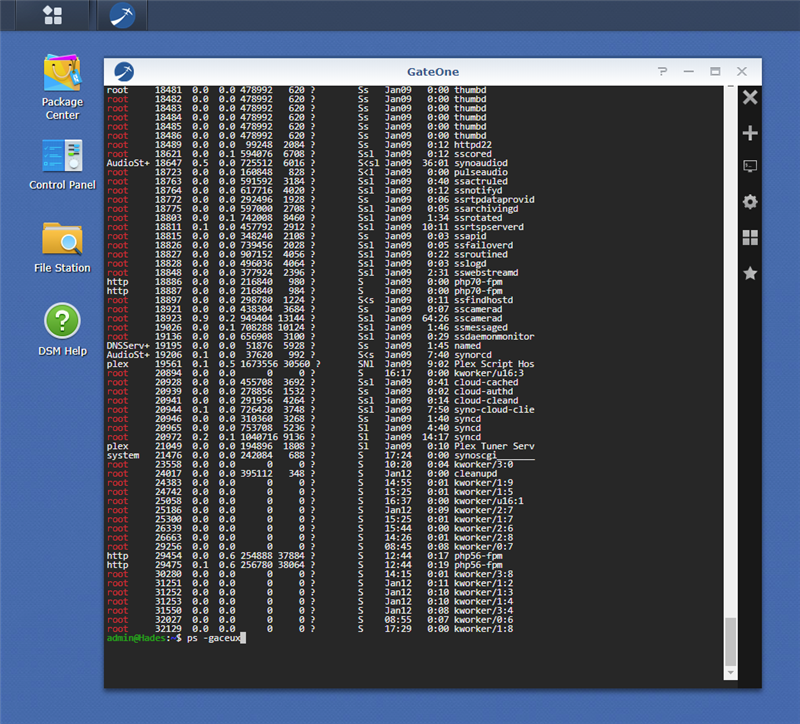 GateOne
Package
Center
Control Panel
File Station
DSM Help
root 18481 0.0 0.0 478992 620 ? Ss Jan09 0:00 thumbd
root 18482 0.0 0.0 478992 620 ? Ss Jan09 0:00 thumbd
root 18483 0.0 0.0 478992 620 ? Ss Jan09 0:00 thumbd
root 18484 0.0 0.0 478992 620 ? Ss Jan09 0:00 thumbd
root 18485 0.0 0.0 478992 620 ? Ss Jan09 0:00 thumbd
root 18486 0.0 0.0 478992 620 ? Ss Jan09 0:00 thumbd
root 18489 0.0 0.0 99248 2084 ? Ss Jan09 0:12 httpd22
root 18621 0.0 0.1 594076 6708 ? Ssl Jan09 0:12 sscored
AudioSt+ 18647 0.5 0.0 725512 6016 ? S<sl Jan09 36:01 synoaudiod
root 18723 0.0 0.0 160848 828 ? S<l Jan09 0:00 pulseaudio
root 18763 0.0 0.0 591592 3184 ? Ssl Jan09 0:40 ssactruled
root 18764 0.0 0.0 617716 4020 ? Ssl Jan09 0:12 ssnotifyd
root 18772 0.0 0.0 292496 1928 ? Ss Jan09 0:06 ssrtpdataprovid
root 18775 0.0 0.0 597000 2708 ? Ssl Jan09 0:05 ssarchivingd
root 18803 0.0 0.1 742008 8460 ? Ssl Jan09 1:34 ssrotated
root 18811 0.1 0.0 457792 2912 ? Ssl Jan09 10:11 ssrtspserverd
root 18815 0.0 0.0 348240 2108 ? Ss Jan09 0:03 ssapid
root 18826 0.0 0.0 739456 2028 ? Ssl Jan09 0:05 ssfailoverd
root 18827 0.0 0.0 907152 4056 ? Ssl Jan09 0:22 ssroutined
root 18828 0.0 0.0 496036 4064 ? Ssl Jan09 0:03 sslogd
root 18848 0.0 0.0 377924 2396 ? Ssl Jan09 2:31 sswebstreamd
http 18886 0.0 0.0 216840 980 ? S Jan09 0:00 php70-fpm
http 18887 0.0 0.0 216840 984 ? S Jan09 0:00 php70-fpm
root 18897 0.0 0.0 298780 1224 ? S<s Jan09 0:11 ssfindhostd
root 18921 0.0 0.0 438304 3684 ? Ss Jan09 0:07 sscamerad
root 18923 0.9 0.2 949404 13144 ? Ssl Jan09 64:26 sscamerad
root 19026 0.0 0.1 708288 10124 ? Ssl Jan09 1:46 ssmessaged
root 19136 0.0 0.0 656908 3100 ? Ssl Jan09 0:29 ssdaemonmonitor
DNSServ+ 19195 0.0 0.0 51876 5928 ? Ss Jan09 1:45 named
AudioSt+ 19206 0.1 0.0 37620 992 ? S<s Jan09 7:40 synorcd
plex 19561 0.1 0.5 1673556 30560 ? SNl Jan09 9:02 Plex Script Hos
root 20894 0.0 0.0 0 0 ? S 16:17 0:00 kworker/u16:3
root 20928 0.0 0.0 455708 3692 ? Ssl Jan09 0:41 cloud-cached
root 20939 0.0 0.0 278856 1532 ? Ss Jan09 0:02 cloud-authd
root 20941 0.0 0.0 291956 4264 ? Ssl Jan09 0:14 cloud-cleand
root 20944 0.1 0.0 726420 3748 ? Ssl Jan09 7:50 syno-cloud-clie
root 20946 0.0 0.0 310360 3268 ? Ss Jan09 1:40 syncd
root 20965 0.0 0.0 753708 5236 ? Sl Jan09 4:40 syncd
root 20972 0.2 0.1 1040716 9136 ? Sl Jan09 14:17 syncd
plex 21049 0.0 0.0 194896 1808 ? Sl Jan09 0:10 Plex Tuner Serv
system 21476 0.0 0.0 242084 688 ? S 17:24 0:00 synoscgi_______
root 23558 0.0 0.0 0 0 ? S 10:20 0:04 kworker/3:0
root 24017 0.0 0.0 395112 348 ? S Jan12 0:00 cleanupd
root 24383 0.0 0.0 0 0 ? S 14:55 0:01 kworker/1:9
root 24742 0.0 0.0 0 0 ? S 15:25 0:01 kworker/1:5
root 25058 0.0 0.0 0 0 ? S 16:37 0:00 kworker/u16:1
root 25186 0.0 0.0 0 0 ? S Jan12 0:09 kworker/2:7
root 25300 0.0 0.0 0 0 ? S 15:25 0:01 kworker/1:7
root 26339 0.0 0.0 0 0 ? S 15:44 0:00 kworker/2:6
root 26663 0.0 0.0 0 0 ? S 14:26 0:01 kworker/2:8
root 29256 0.0 0.0 0 0 ? S 08:45 0:08 kworker/0:7
http 29454 0.0 0.6 254888 37884 ? S 12:44 0:17 php56-fpm
http 29475 0.1 0.6 256780 38064 ? S 12:44 0:19 php56-fpm
root 30280 0.0 0.0 0 0 ? S 14:15 0:01 kworker/3:8
root 31251 0.0 0.0 0 0 ? S Jan12 0:11 kworker/1:2
root 31252 0.0 0.0 0 0 ? S Jan12 0:10 kworker/1:3
root 31253 0.0 0.0 0 0 ? S Jan12 0:10 kworker/1:4
root 31550 0.0 0.0 0 0 ? S Jan12 0:08 kworker/3:4
root 32027 0.0 0.0 0 0 ? S 08:55 0:07 kworker/0:6
root 32129 0.0 0.0 0 0 ? S 17:29 0:00 kworker/1:8
admin@Hades:~$ ps -gaceux